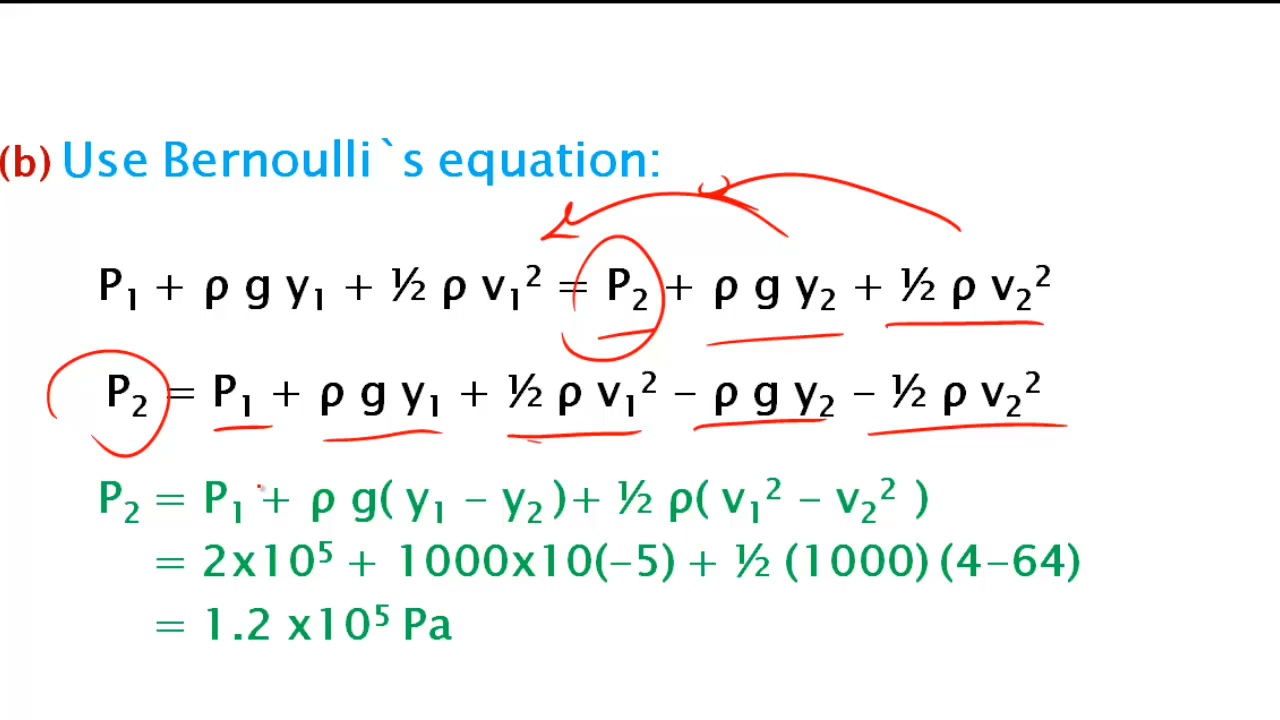 (b) Use Bernoulli`s equation:
P₁ + ρ g y₁ + ½ ρ v₁² = P₂ + ρ g y₂ + ½ ρ v₂²
P₂ = P₁ + ρ g y₁ + ½ ρ v₁² – ρ g y₂ – ½ ρ v₂²
P₂ = P₁ + ρ g( y₁ – y₂ )+ ½ ρ( v₁² – v₂² )
= 2x10⁵ + 1000x10(–5) + ½ (1000) (4–64)
= 1.2 x10⁵ Pa